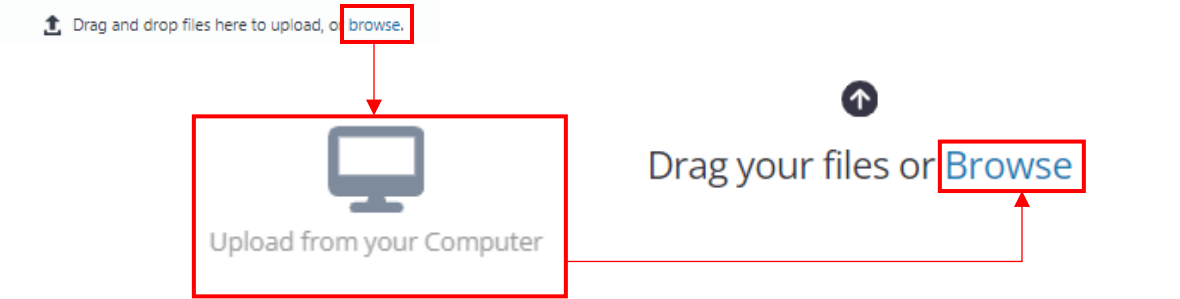 Drag and drop files here to upload, or browse.
Drag your files or Browse
Upload from your Computer